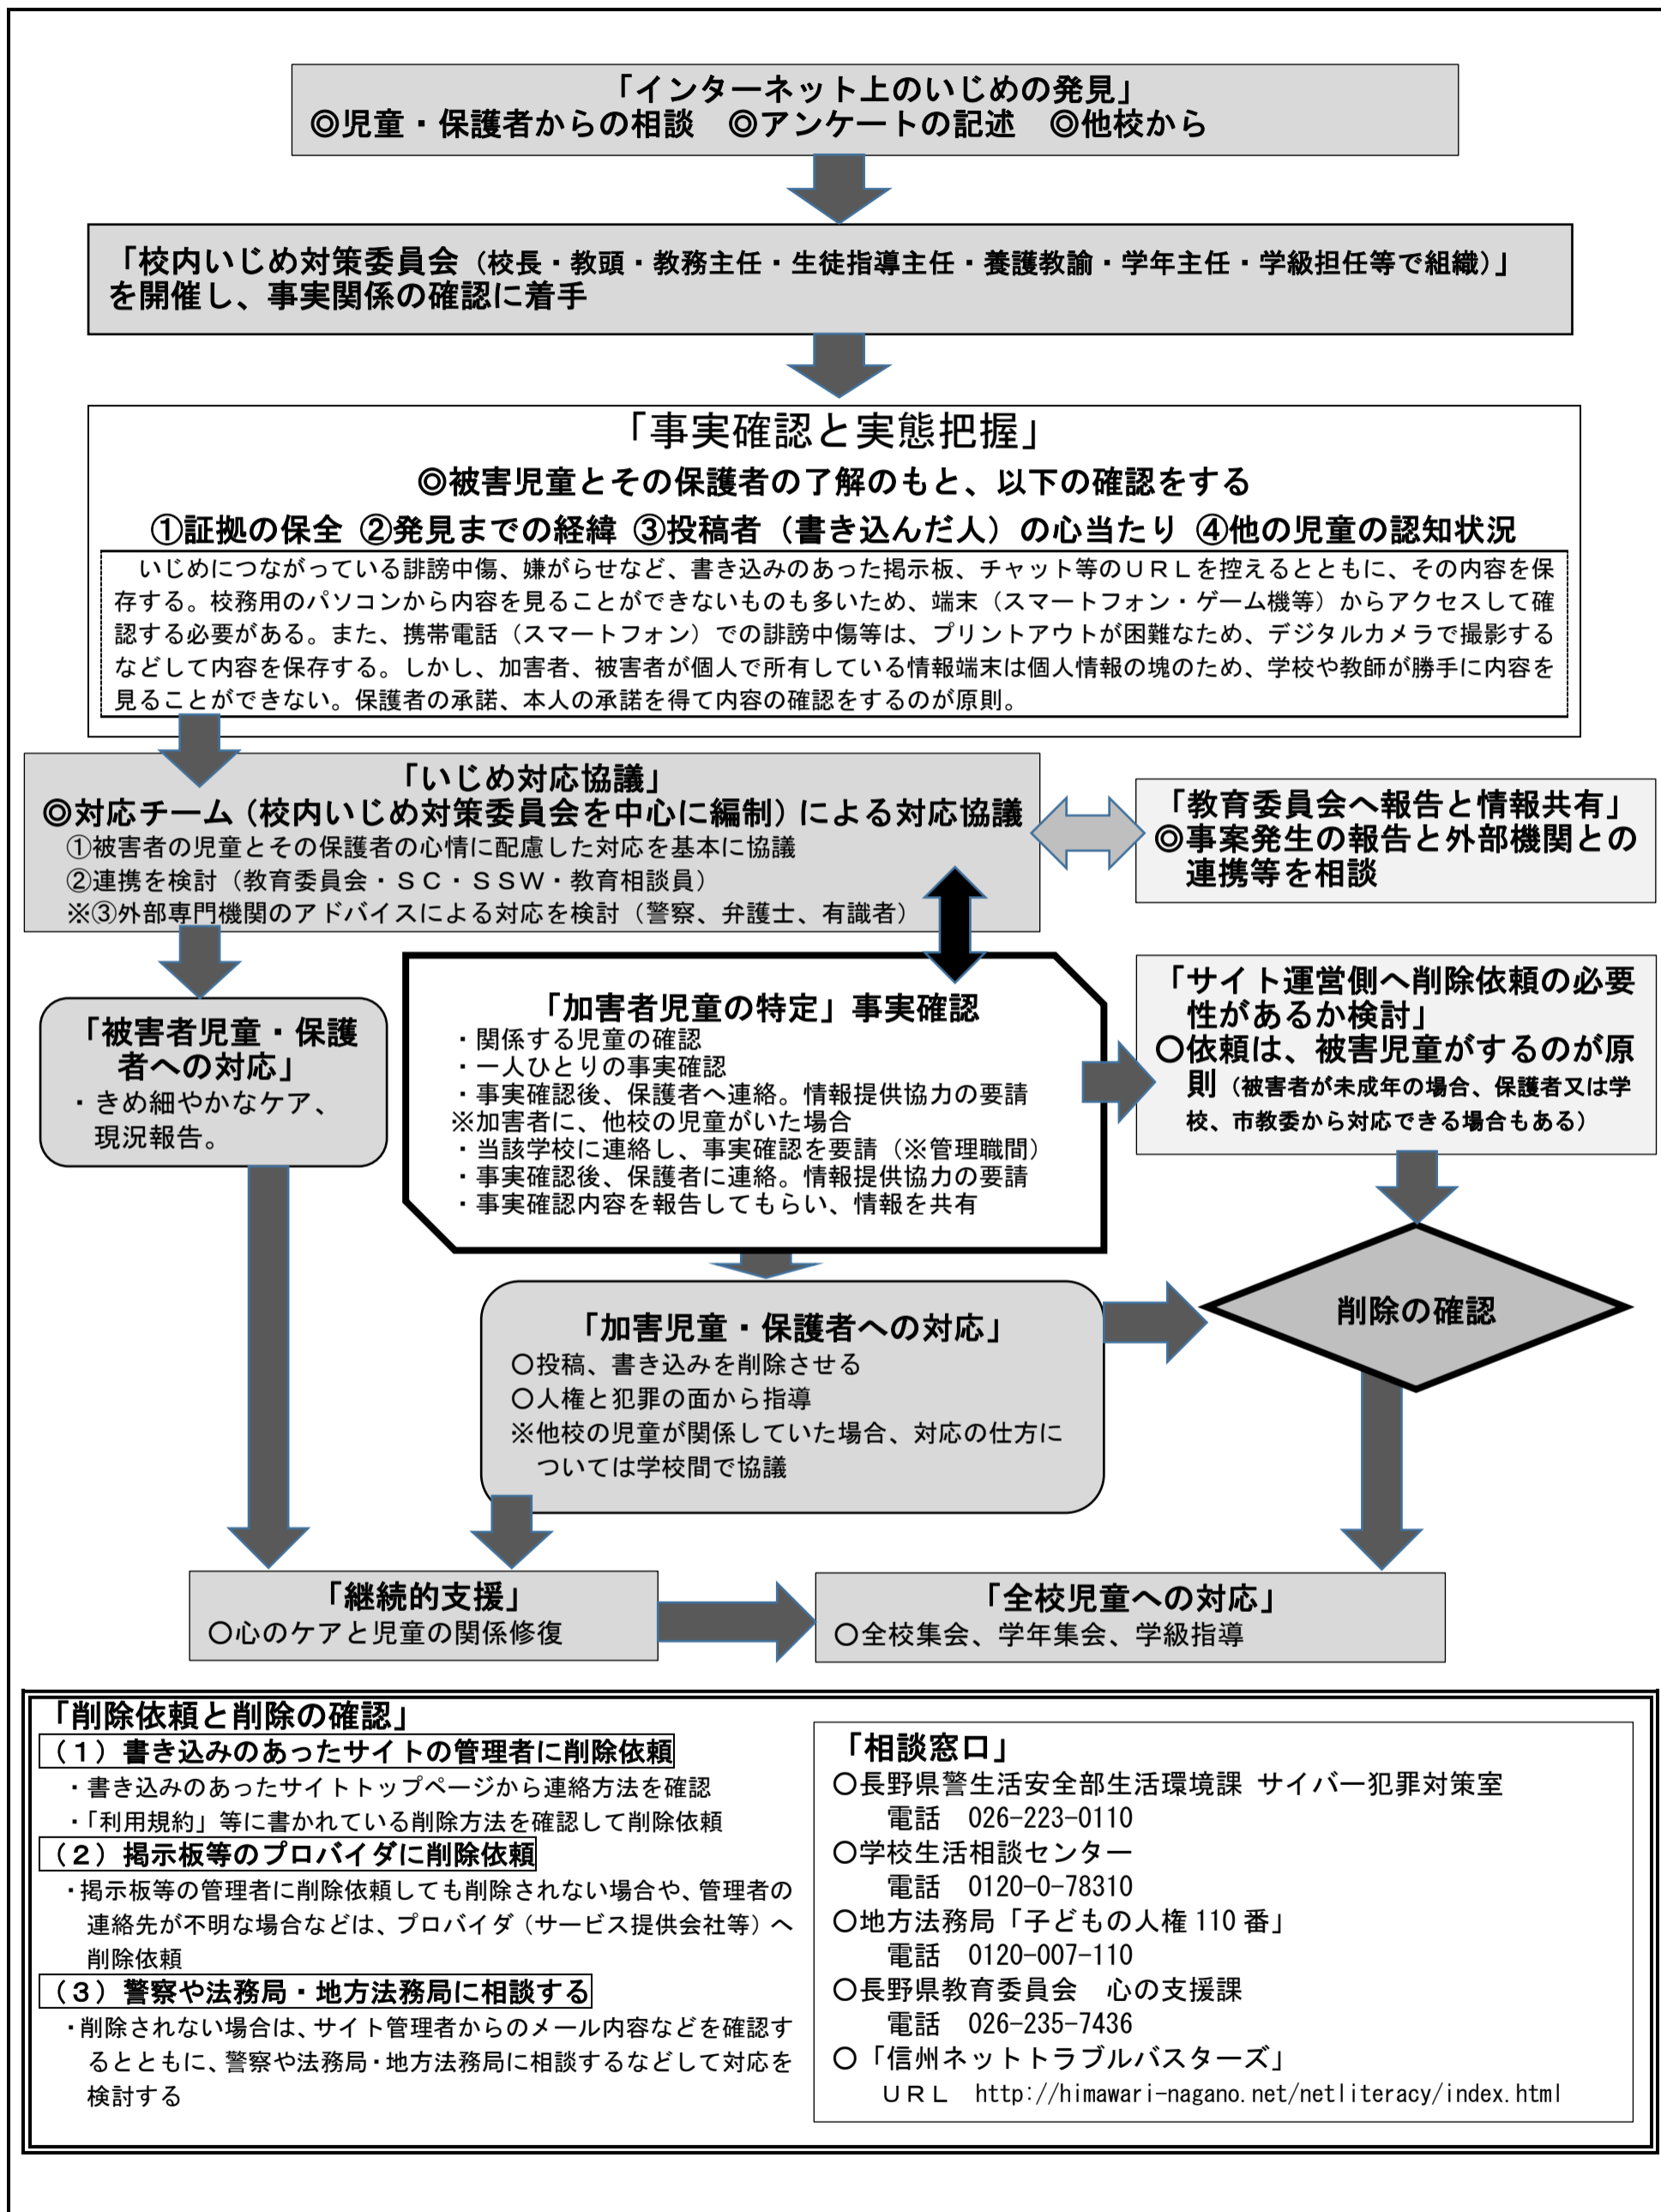 「インターネット上のいじめの発見」
◎児童・保護者からの相談　◎アンケートの記述　◎他校から
「校内いじめ対策委員会（校長・教頭・教務主任・生徒指導主任・養護教諭・学年主任・学級担任等で組織）」
を開催し、事実関係の確認に着手
「事実確認と実態把握」
◎被害児童とその保護者の了解のもと、以下の確認をする
①証拠の保全 ②発見までの経緯 ③投稿者（書き込んだ人）の心当たり ④他の児童の認知状況
いじめにつながっている誹謗中傷、嫌がらせなど、書き込みのあった掲示板、チャット等のＵＲＬを控えるとともに、その内容を保
存する。校務用のパソコンから内容を見ることができないものも多いため、端末（スマートフォン・ゲーム機等）からアクセスして確
認する必要がある。また、携帯電話（スマートフォン）での誹謗中傷等は、プリントアウトが困難なため、デジタルカメラで撮影する
などして内容を保存する。しかし、加害者、被害者が個人で所有している情報端末は個人情報の塊のため、学校や教師が勝手に内容を
見ることができない。保護者の承諾、本人の承諾を得て内容の確認をするのが原則。
「いじめ対応協議」
◎対応チーム（校内いじめ対策委員会を中心に編制）による対応協議
①被害者の児童とその保護者の心情に配慮した対応を基本に協議
②連携を検討（教育委員会・ＳＣ・ＳＳＷ・教育相談員）
※③外部専門機関のアドバイスによる対応を検討（警察、弁護士、有識者）
「教育委員会へ報告と情報共有」
◎事案発生の報告と外部機関との
連携等を相談
「被害者児童・保護
者への対応」
・きめ細やかなケア、
現況報告。
「加害者児童の特定」事実確認
・関係する児童の確認
・一人ひとりの事実確認
・事実確認後、保護者へ連絡。情報提供協力の要請
※加害者に、他校の児童がいた場合
・当該学校に連絡し、事実確認を要請（※管理職間）
・事実確認後、保護者に連絡。情報提供協力の要請
・事実確認内容を報告してもらい、情報を共有
「サイト運営側へ削除依頼の必要
性があるか検討」
○依頼は、被害児童がするのが原
則（被害者が未成年の場合、保護者又は学
校、市教委から対応できる場合もある）
削除の確認
「加害児童・保護者への対応」
○投稿、書き込みを削除させる
○人権と犯罪の面から指導
※他校の児童が関係していた場合、対応の仕方に
ついては学校間で協議
「継続的支援」
○心のケアと児童の関係修復
「全校児童への対応」
○全校集会、学年集会、学級指導
「削除依頼と削除の確認」
（１）書き込みのあったサイトの管理者に削除依頼
・書き込みのあったサイトトップページから連絡方法を確認
・「利用規約」等に書かれている削除方法を確認して削除依頼
（２）掲示板等のプロバイダに削除依頼
・掲示板等の管理者に削除依頼しても削除されない場合や、管理者の
連絡先が不明な場合などは、プロバイダ（サービス提供会社等）へ
削除依頼
（３）警察や法務局・地方法務局に相談する
・削除されない場合は、サイト管理者からのメール内容などを確認す
るとともに、警察や法務局・地方法務局に相談するなどして対応を
検討する
「相談窓口」
○長野県警生活安全部生活環境課 サイバー犯罪対策室
電話　026-223-0110
○学校生活相談センター
電話　0120-0-78310
○地方法務局「子どもの人権 110 番」
電話　0120-007-110
○長野県教育委員会　心の支援課
電話　026-235-7436
○「信州ネットトラブルバスターズ」
ＵＲＬ　http://himawari-nagano.net/netliteracy/index.html